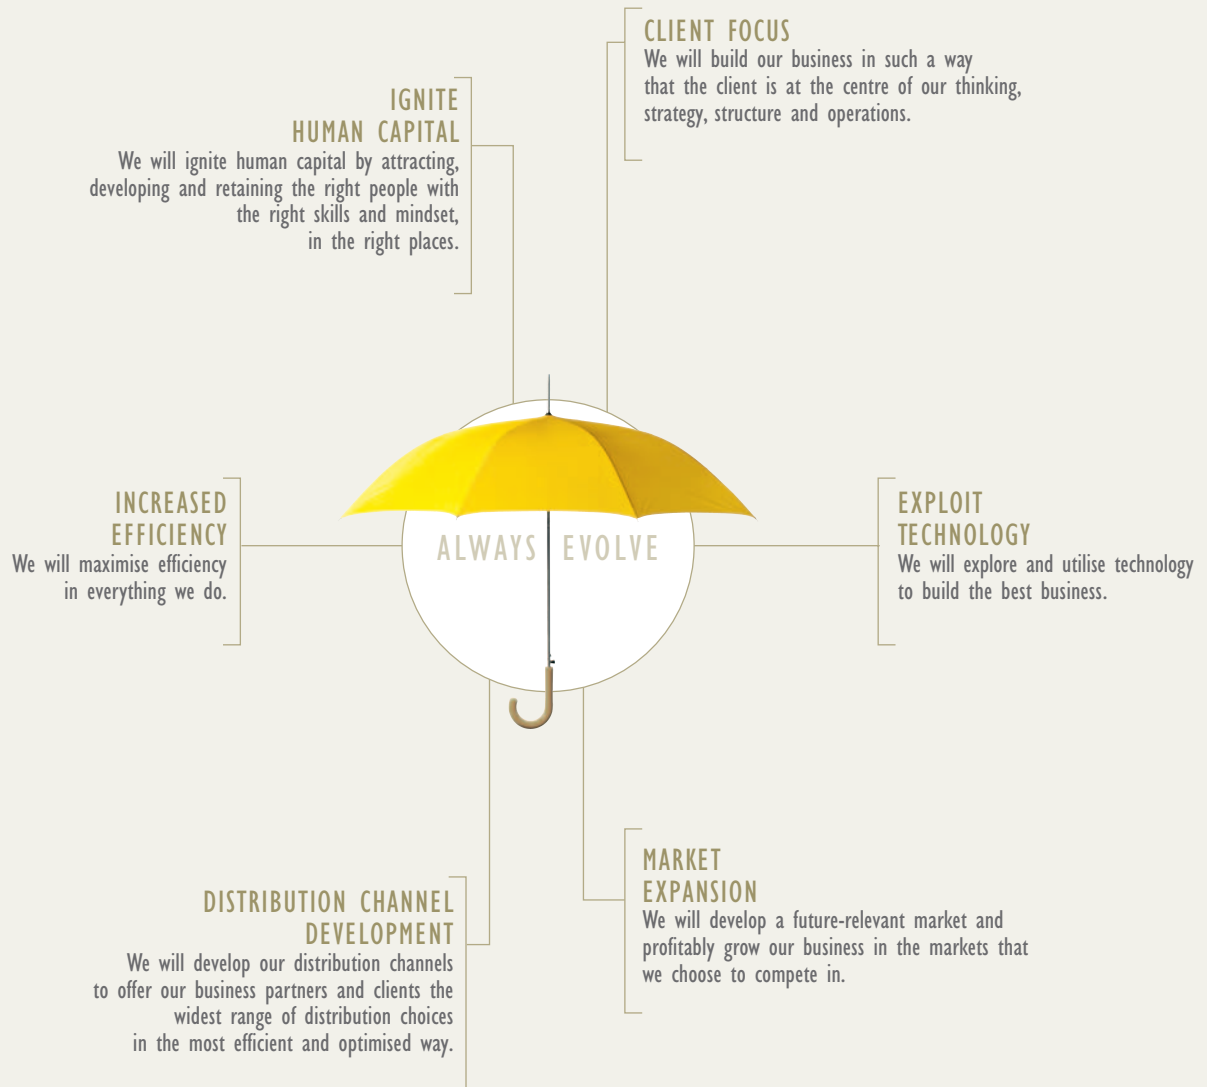 CLIENT FOCUS
We will build our business in such a way
that the client is at the centre of our thinking,
strategy, structure and operations.
IGNITE
HUMAN CAPITAL
We will ignite human capital by attracting,
developing and retaining the right people with
the right skills and mindset,
in the right places.
INCREASED
EFFICIENCY
We will maximise efficiency
in everything we do.
ALWAYS EVOLVE
EXPLOIT
TECHNOLOGY
We will explore and utilise technology
to build the best business.
DISTRIBUTION CHANNEL
DEVELOPMENT
We will develop our distribution channels
to offer our business partners and clients the
widest range of distribution choices
in the most efficient and optimised way.
MARKET
EXPANSION
We will develop a future-relevant market and
profitably grow our business in the markets that
we choose to compete in.